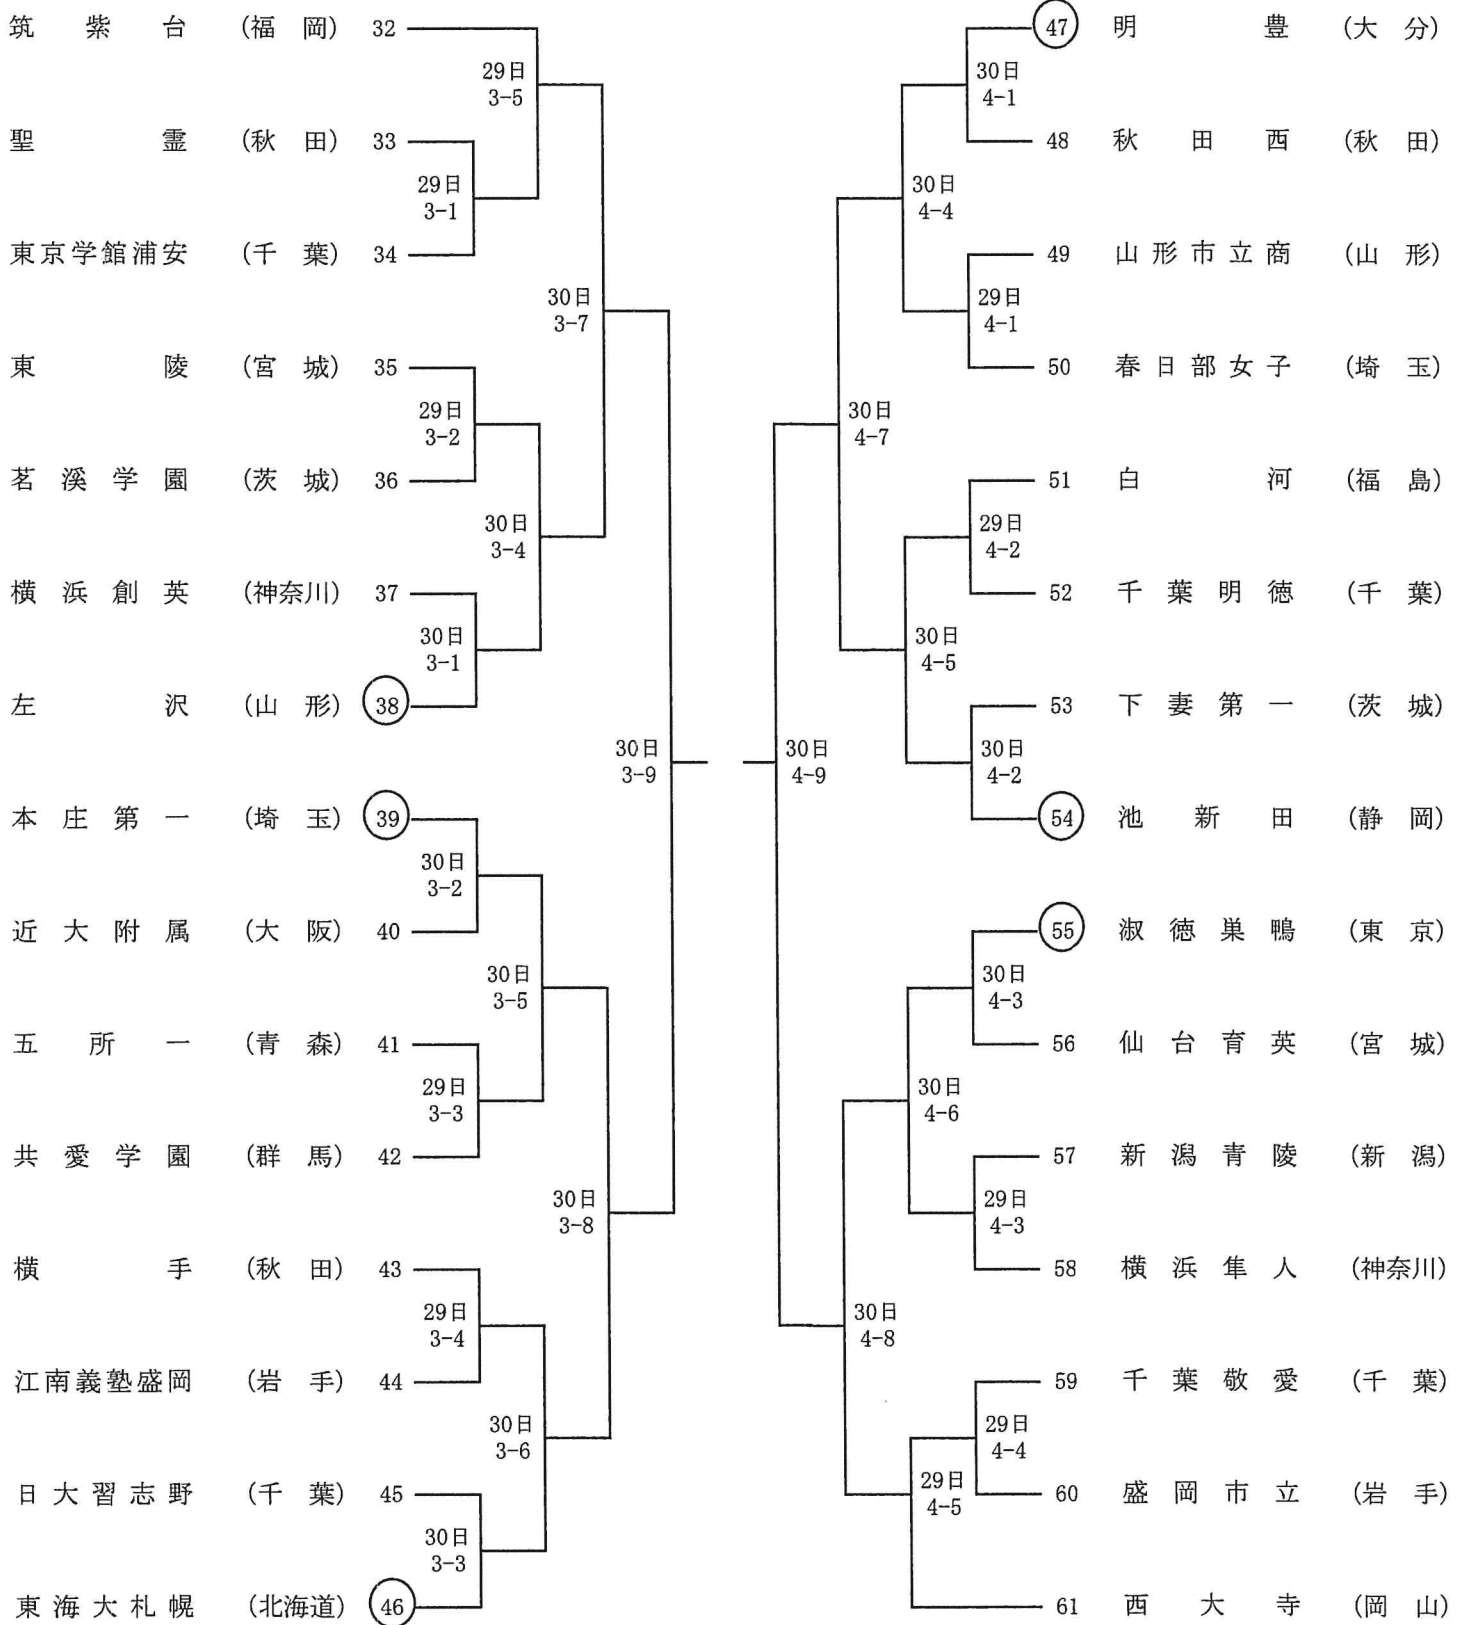 筑紫台 (福岡) 32
29日
3-5
聖霊 (秋田) 33
29日
3-1
東京学館浦安 (千葉) 34
30日
3-7
東陵 (宮城) 35
29日
3-2
茗溪学園 (茨城) 36
30日
3-4
横浜創英 (神奈川) 37
30日
3-1
左沢 (山形) 38
30日
3-9
本庄第一 (埼玉) 39
30日
3-2
近大附属 (大阪) 40
30日
3-5
五所一 (青森) 41
29日
3-3
共愛学園 (群馬) 42
30日
3-8
横手 (秋田) 43
29日
3-4
江南義塾盛岡 (岩手) 44
30日
3-6
日大習志野 (千葉) 45
30日
3-3
東海大札幌 (北海道) 46
47 明豊 (大分)
30日
4-1
48 秋田西 (秋田)
30日
4-4
49 山形市立商 (山形)
29日
4-1
50 春日部女子 (埼玉)
30日
4-7
51 白河 (福島)
29日
4-2
52 千葉明徳 (千葉)
30日
4-5
53 下妻第一 (茨城)
30日
4-2
30日
4-9
54 池新田 (静岡)
55 淑徳巣鴨 (東京)
30日
4-3
56 仙台育英 (宮城)
30日
4-6
57 新潟青陵 (新潟)
29日
4-3
58 横浜隼人 (神奈川)
30日
4-8
59 千葉敬愛 (千葉)
29日
4-4
29日
4-5
60 盛岡市立 (岩手)
61 西大寺 (岡山)